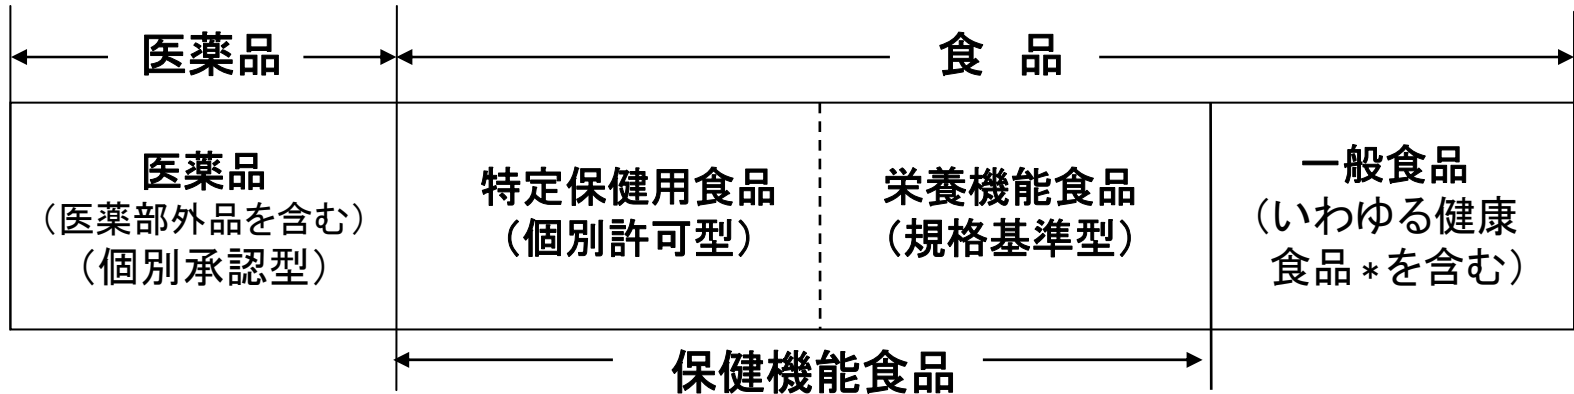 医薬品
食 品
医薬品
(医薬部外品を含む)
(個別承認型)
特定保健用食品
(個別許可型)
栄養機能食品
(規格基準型)
一般食品
(いわゆる健康
食品*を含む)
保健機能食品